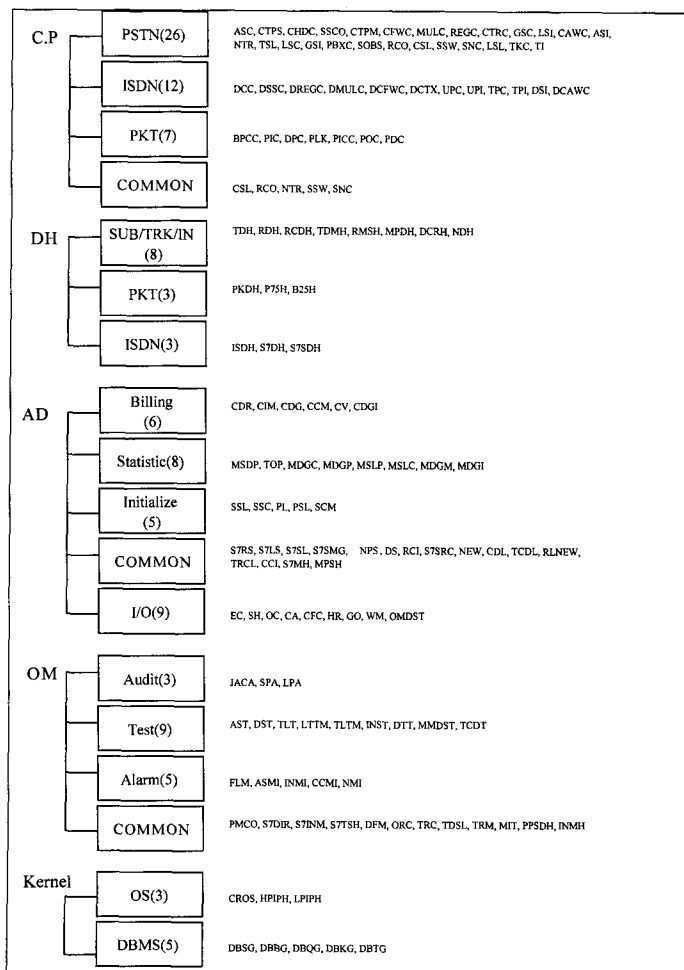 C.P
PSTN(26)
ASC, CTPS, CHDC, SSCO, CTPM, CFWC, MULC, REGC, CTRC, GSC, LSI, CAWC, ASI,
NTR, TSL, LSC, GSI, PBXC, SOBS, RCO, CSL, SSW, SNC, LSL, TKC, TI
ISDN(12)
DCC, DSSC, DREGC, DMULC, DCFWC, DCTX, UPC, UPI, TPC, TPI, DSI, DCAWC
PKT(7)
BPCC, PIC, DPC, PLK, PICC, POC, PDC
COMMON
CSL, RCO, NTR, SSW, SNC
DH
SUB/TRK/IN
(8)
TDH, RDH, RCDH, TDMH, RMSH, MPDH, DCRH, NDH
PKT(3)
PKDH, P75H, B25H
ISDN(3)
ISDH, S7DH, S7SDH
AD
Billing
(6)
CDR, CIM, CDG, CCM, CV, CDGI
Statistic(8)
MSDP, TOP, MDGC, MDGP, MSLP, MSLC, MDGM, MDGI
Initialize
(5)
SSL, SSC, PL, PSL, SCM
COMMON
S7RS, S7LS, S7SL, S7SMG, NPS, DS, RCI, S7SRC, NEW, CDL, TCDL, RLNEW,
TRCL, CCI, S7MH, MPSH
I/O(9)
EC, SH, OC, CA, CFC, HR, GO, WM, OMDST
OM
Audit(3)
JACA, SPA, LPA
Test(9)
AST, DST, TLT, LTTM, TLTM, INST, DTT, MMDST, TCDT
Alarm(5)
FLM, ASMI, INMI, CCMI, NMI
COMMON
PMCO, S7DIR, S7INM, S7TSH, DFM, ORC, TRC, TDSL, TRM, MIT, PPSDH, INMH
Kernel
OS(3)
CROS, HPIPH, LPIPH
DBMS(5)
DBSG, DBBG, DBQG, DBKG, DBTG